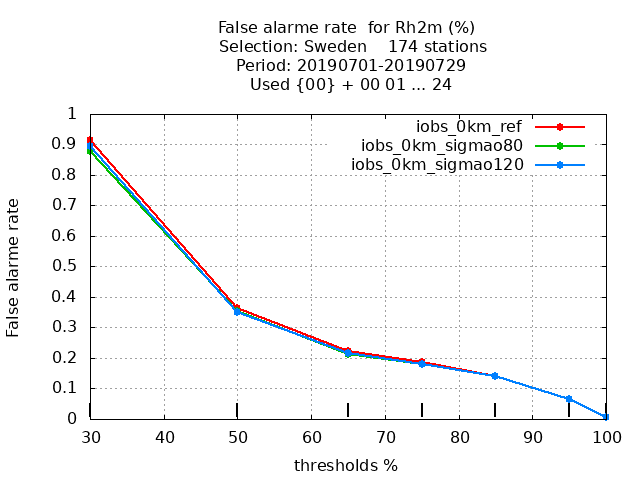 False alarme rate  for Rh2m (%)
Selection: Sweden    174 stations
Period: 20190701-20190729
Used {00} + 00 01 ... 24
iobs_0km_ref
iobs_0km_sigmao80
iobs_0km_sigmao120
False alarme rate
1
0.9
0.8
0.7
0.6
0.5
0.4
0.3
0.2
0.1
0
30 40 50 60 70 80 90 100
thresholds %